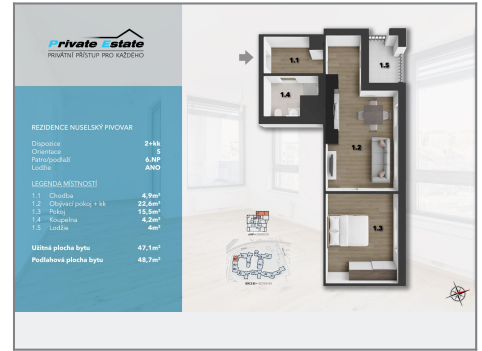 Private Estate
PRIVÁTNÍ PŘÍSTUP PRO KAŽDÉHO
REZIDENCE NUSELSKÝ PIVOVAR
Dispozice 2+kk
Orientace S
Patro/podlaží 6.NP
Lodžie ANO
LEGENDA MÍSTNOSTÍ
1.1 Chodba 4,9m²
1.2 Obývací pokoj + kk 22,6m²
1.3 Pokoj 15,5m²
1.4 Koupelna 4,2m²
1.5 Lodžie 4m²
Užitná plocha bytu 47,1m²
Podlahová plocha bytu 48,7m²
1.1
1.5
1.4
1.2
1.3